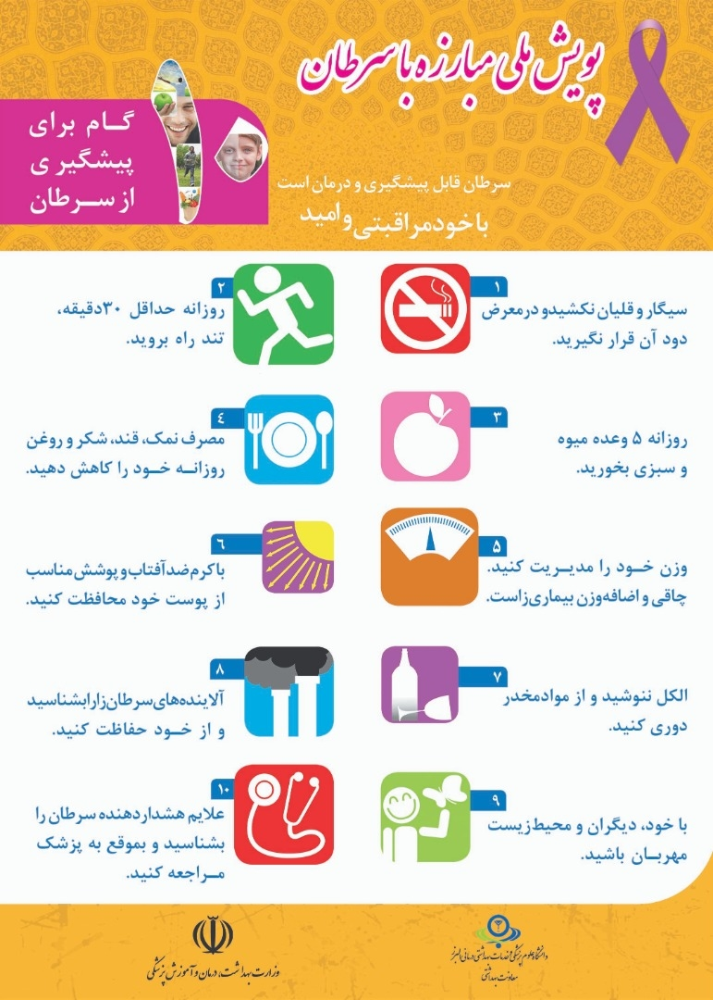 پویش ملی مبارزه با سرطان
۱۰
گام برای
پیشگیری
از سرطان
سرطان قابل پیشگیری و درمان است
با خودمراقبتی و امید
۱
سیگار و قلیان نکشید و در معرض
دود آن قرار نگیرید.
۲
روزانه حداقل ۳۰ دقیقه،
تند راه بروید.
۳
روزانه ۵ وعده میوه
و سبزی بخورید.
۴
مصرف نمک، قند، شکر و روغن
روزانه خود را کاهش دهید.
۵
وزن خود را مدیریت کنید.
چاقی و اضافه‌وزن بیماری‌زاست.
۶
با کرم ضد آفتاب و پوشش مناسب
از پوست خود محافظت کنید.
۷
الکل ننوشید و از مواد مخدر
دوری کنید.
۸
آلاینده‌های سرطان‌زا را بشناسید
و از خود حفاظت کنید.
۹
با خود، دیگران و محیط‌زیست
مهربان باشید.
۱۰
علایم هشداردهنده سرطان را
بشناسید و بموقع به پزشک
مراجعه کنید.
دانشگاه علوم پزشکی و خدمات بهداشتی درمانی البرز
معاونت بهداشتی
وزارت بهداشت، درمان و آموزش پزشکی